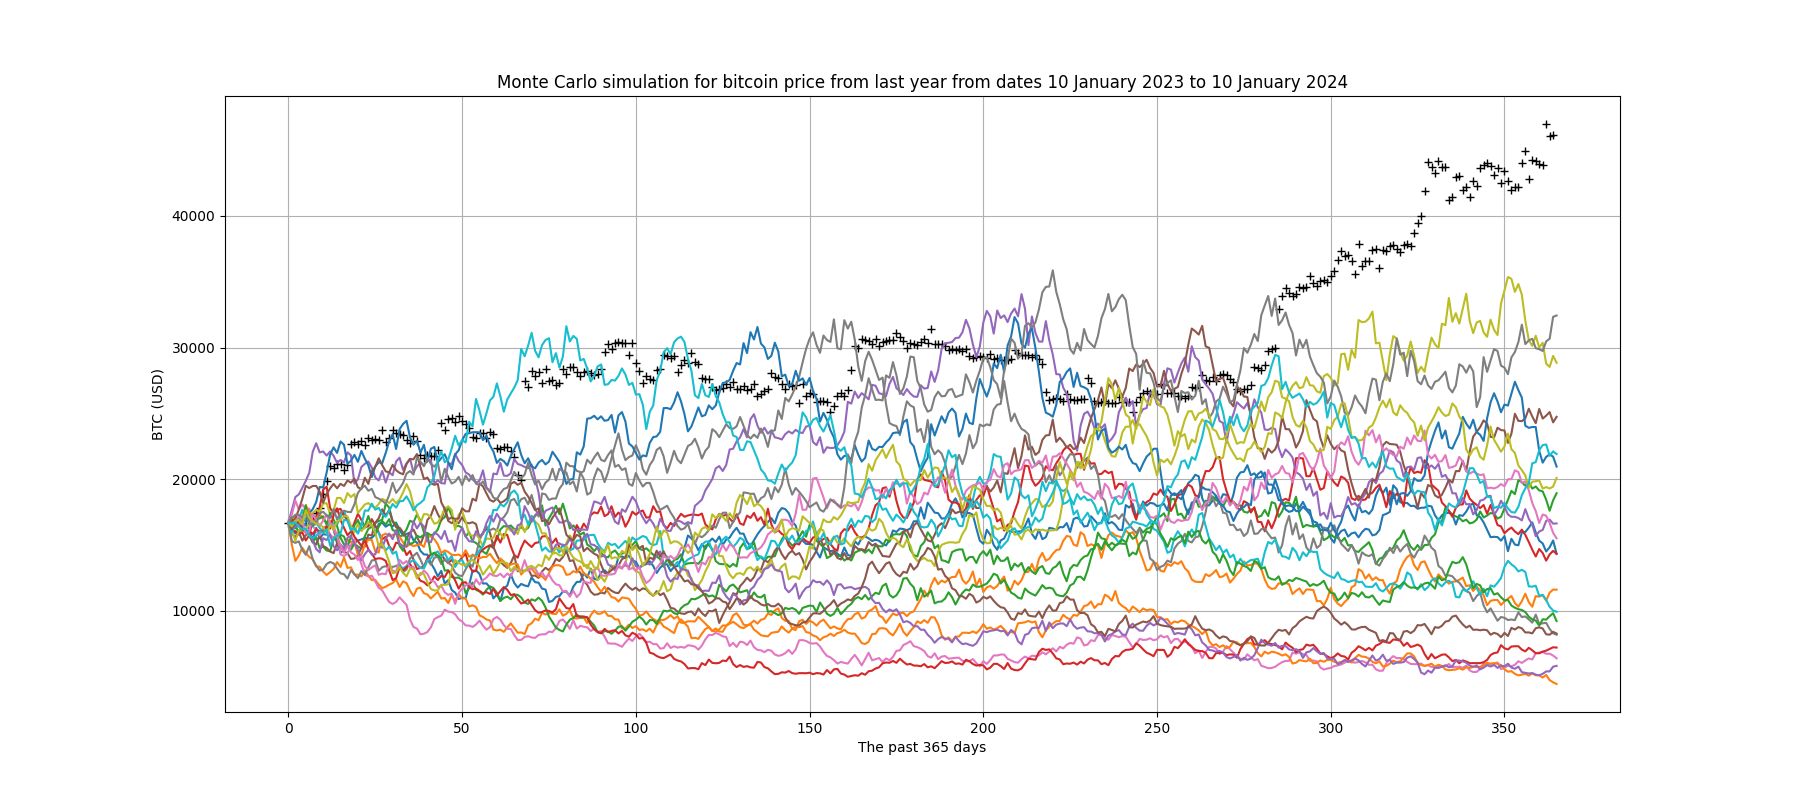 Monte Carlo simulation for bitcoin price from last year from dates 10 January 2023 to 10 January 2024
BTC (USD)
40000
30000
20000
10000
0 50 100 150 200 250 300 350
The past 365 days